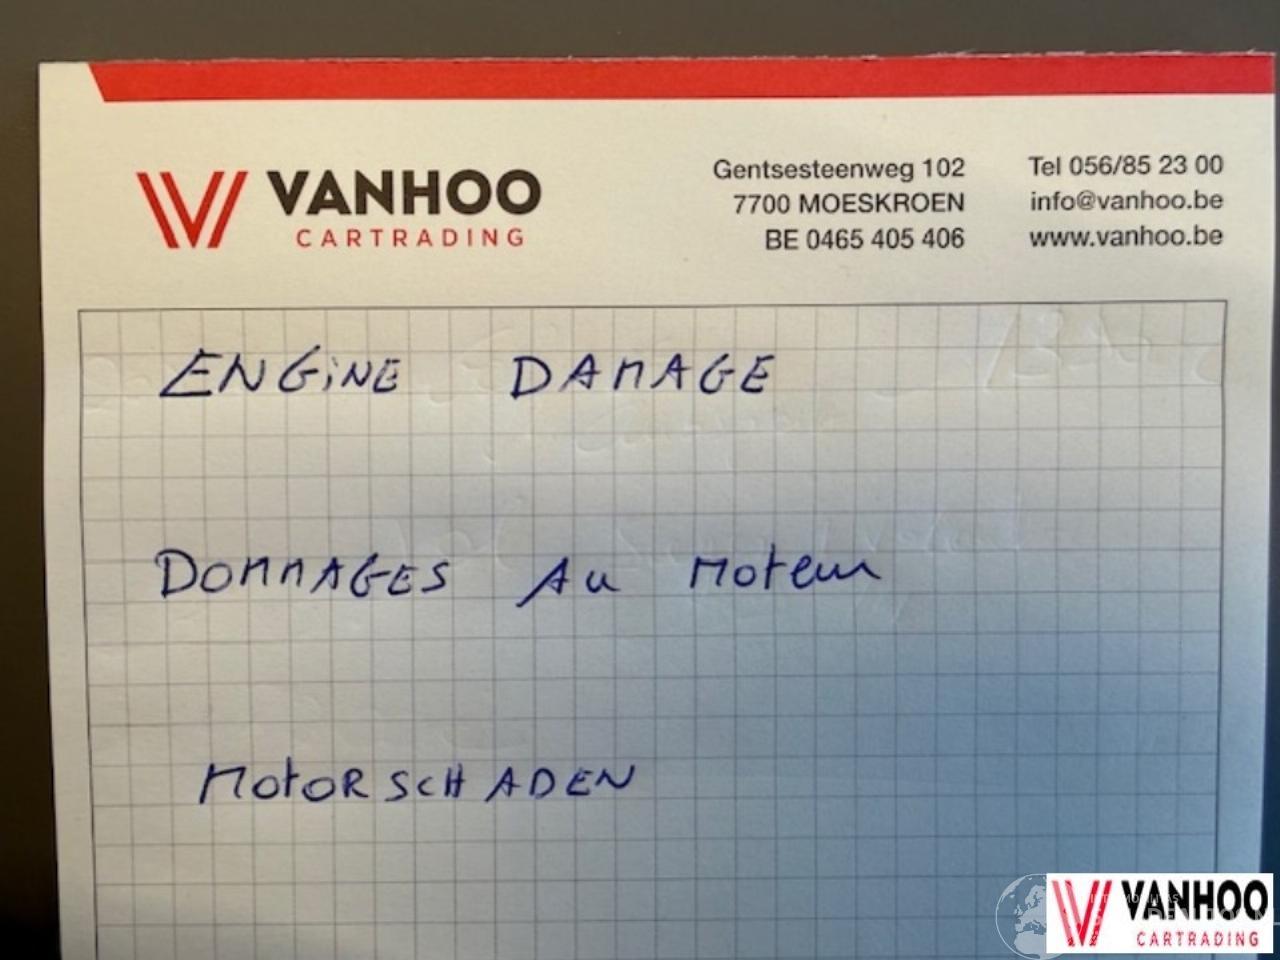 VANHOO
CARTRADING
Gentsesteenweg 102
7700 MOESKROEN
BE 0465 405 406
Tel 056/85 23 00
info@vanhoo.be
www.vanhoo.be
ENGiNE DAMAGE
DOMMAGES Au Moteur
MotORSCHADEN
VANHOO
CARTRADING